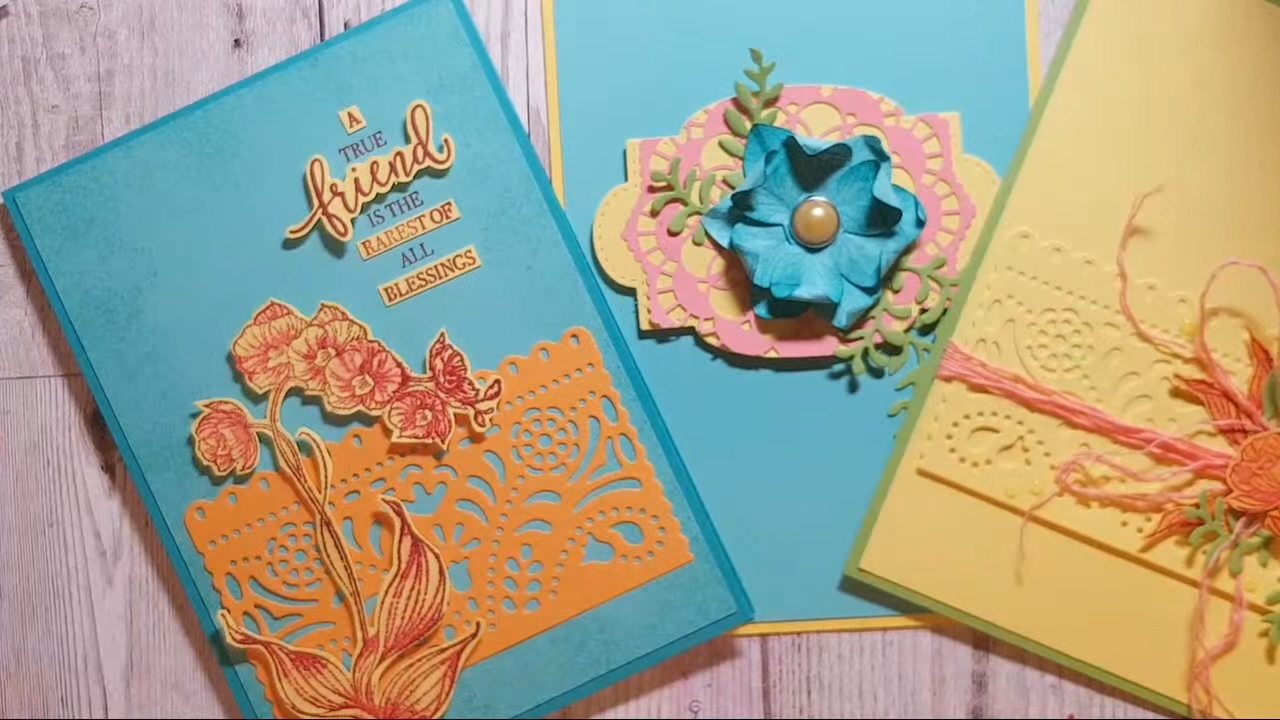 A
TRUE
friend
IS THE
RAREST OF
ALL
BLESSINGS